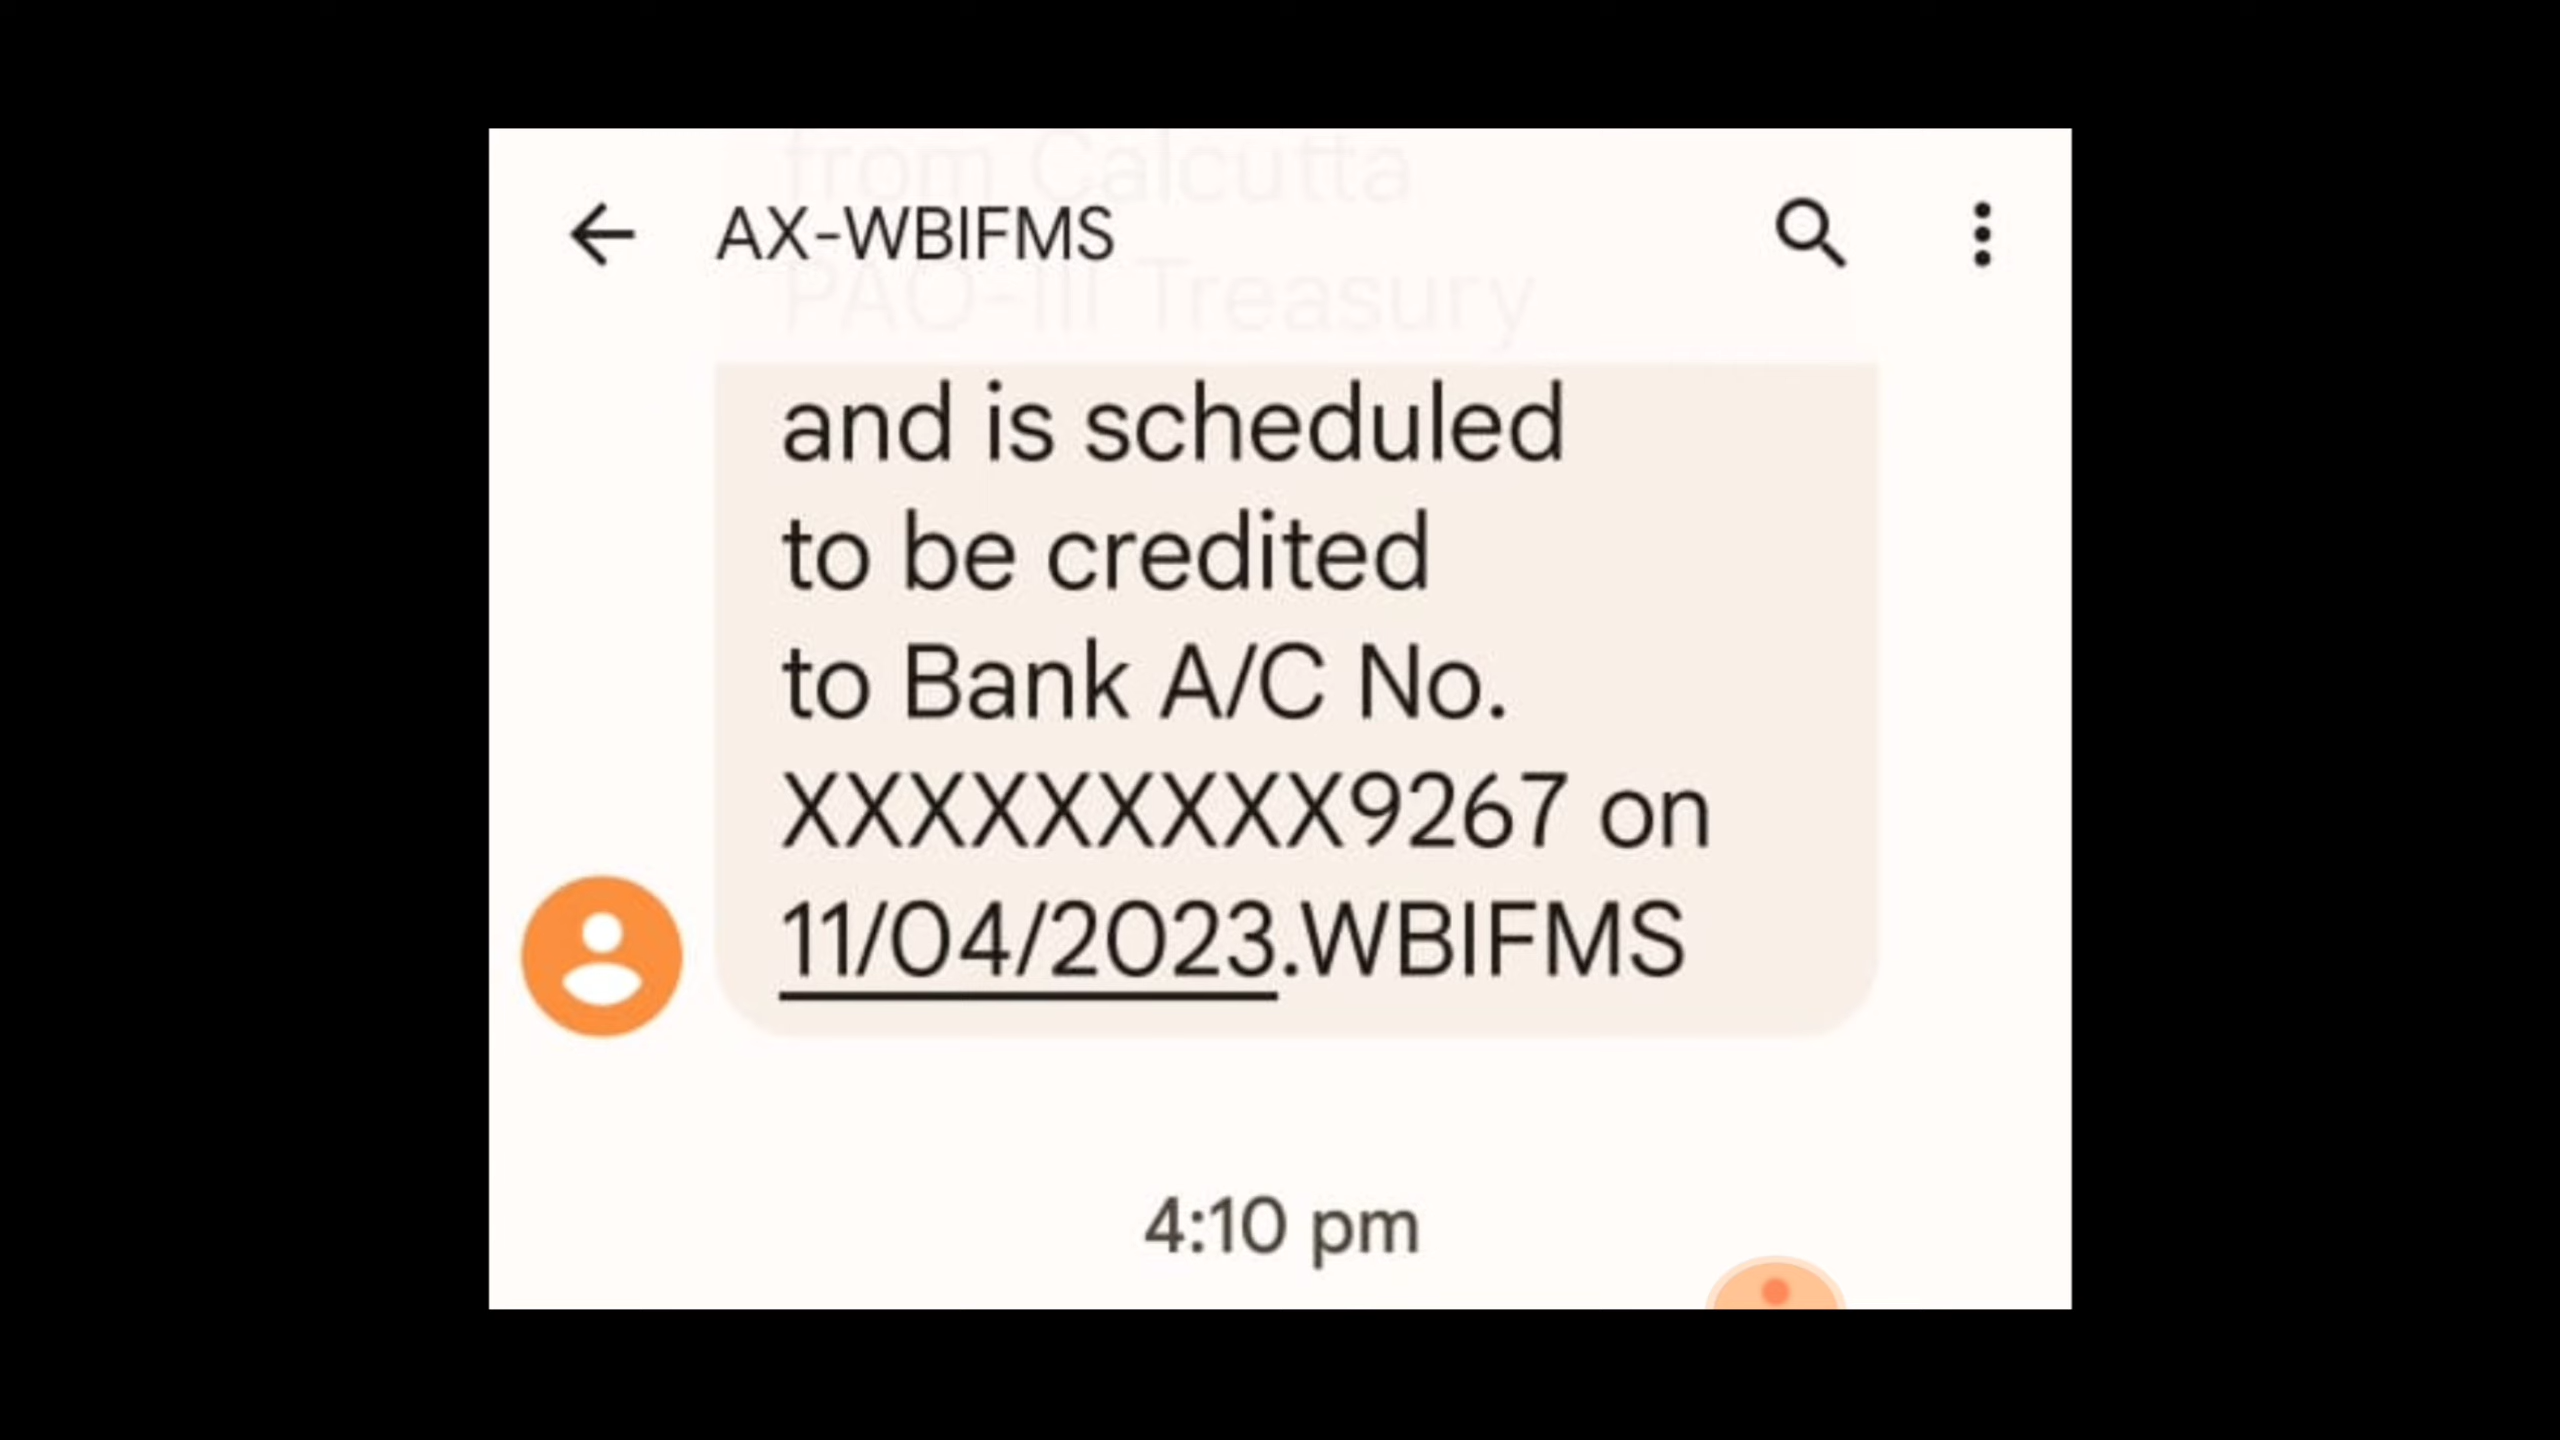 from Calcutta
AX-WBIFMS
PAO-III Treasury
and is scheduled
to be credited
to Bank A/C No.
XXXXXXXXX9267 on
11/04/2023.WBIFMS
4:10 pm